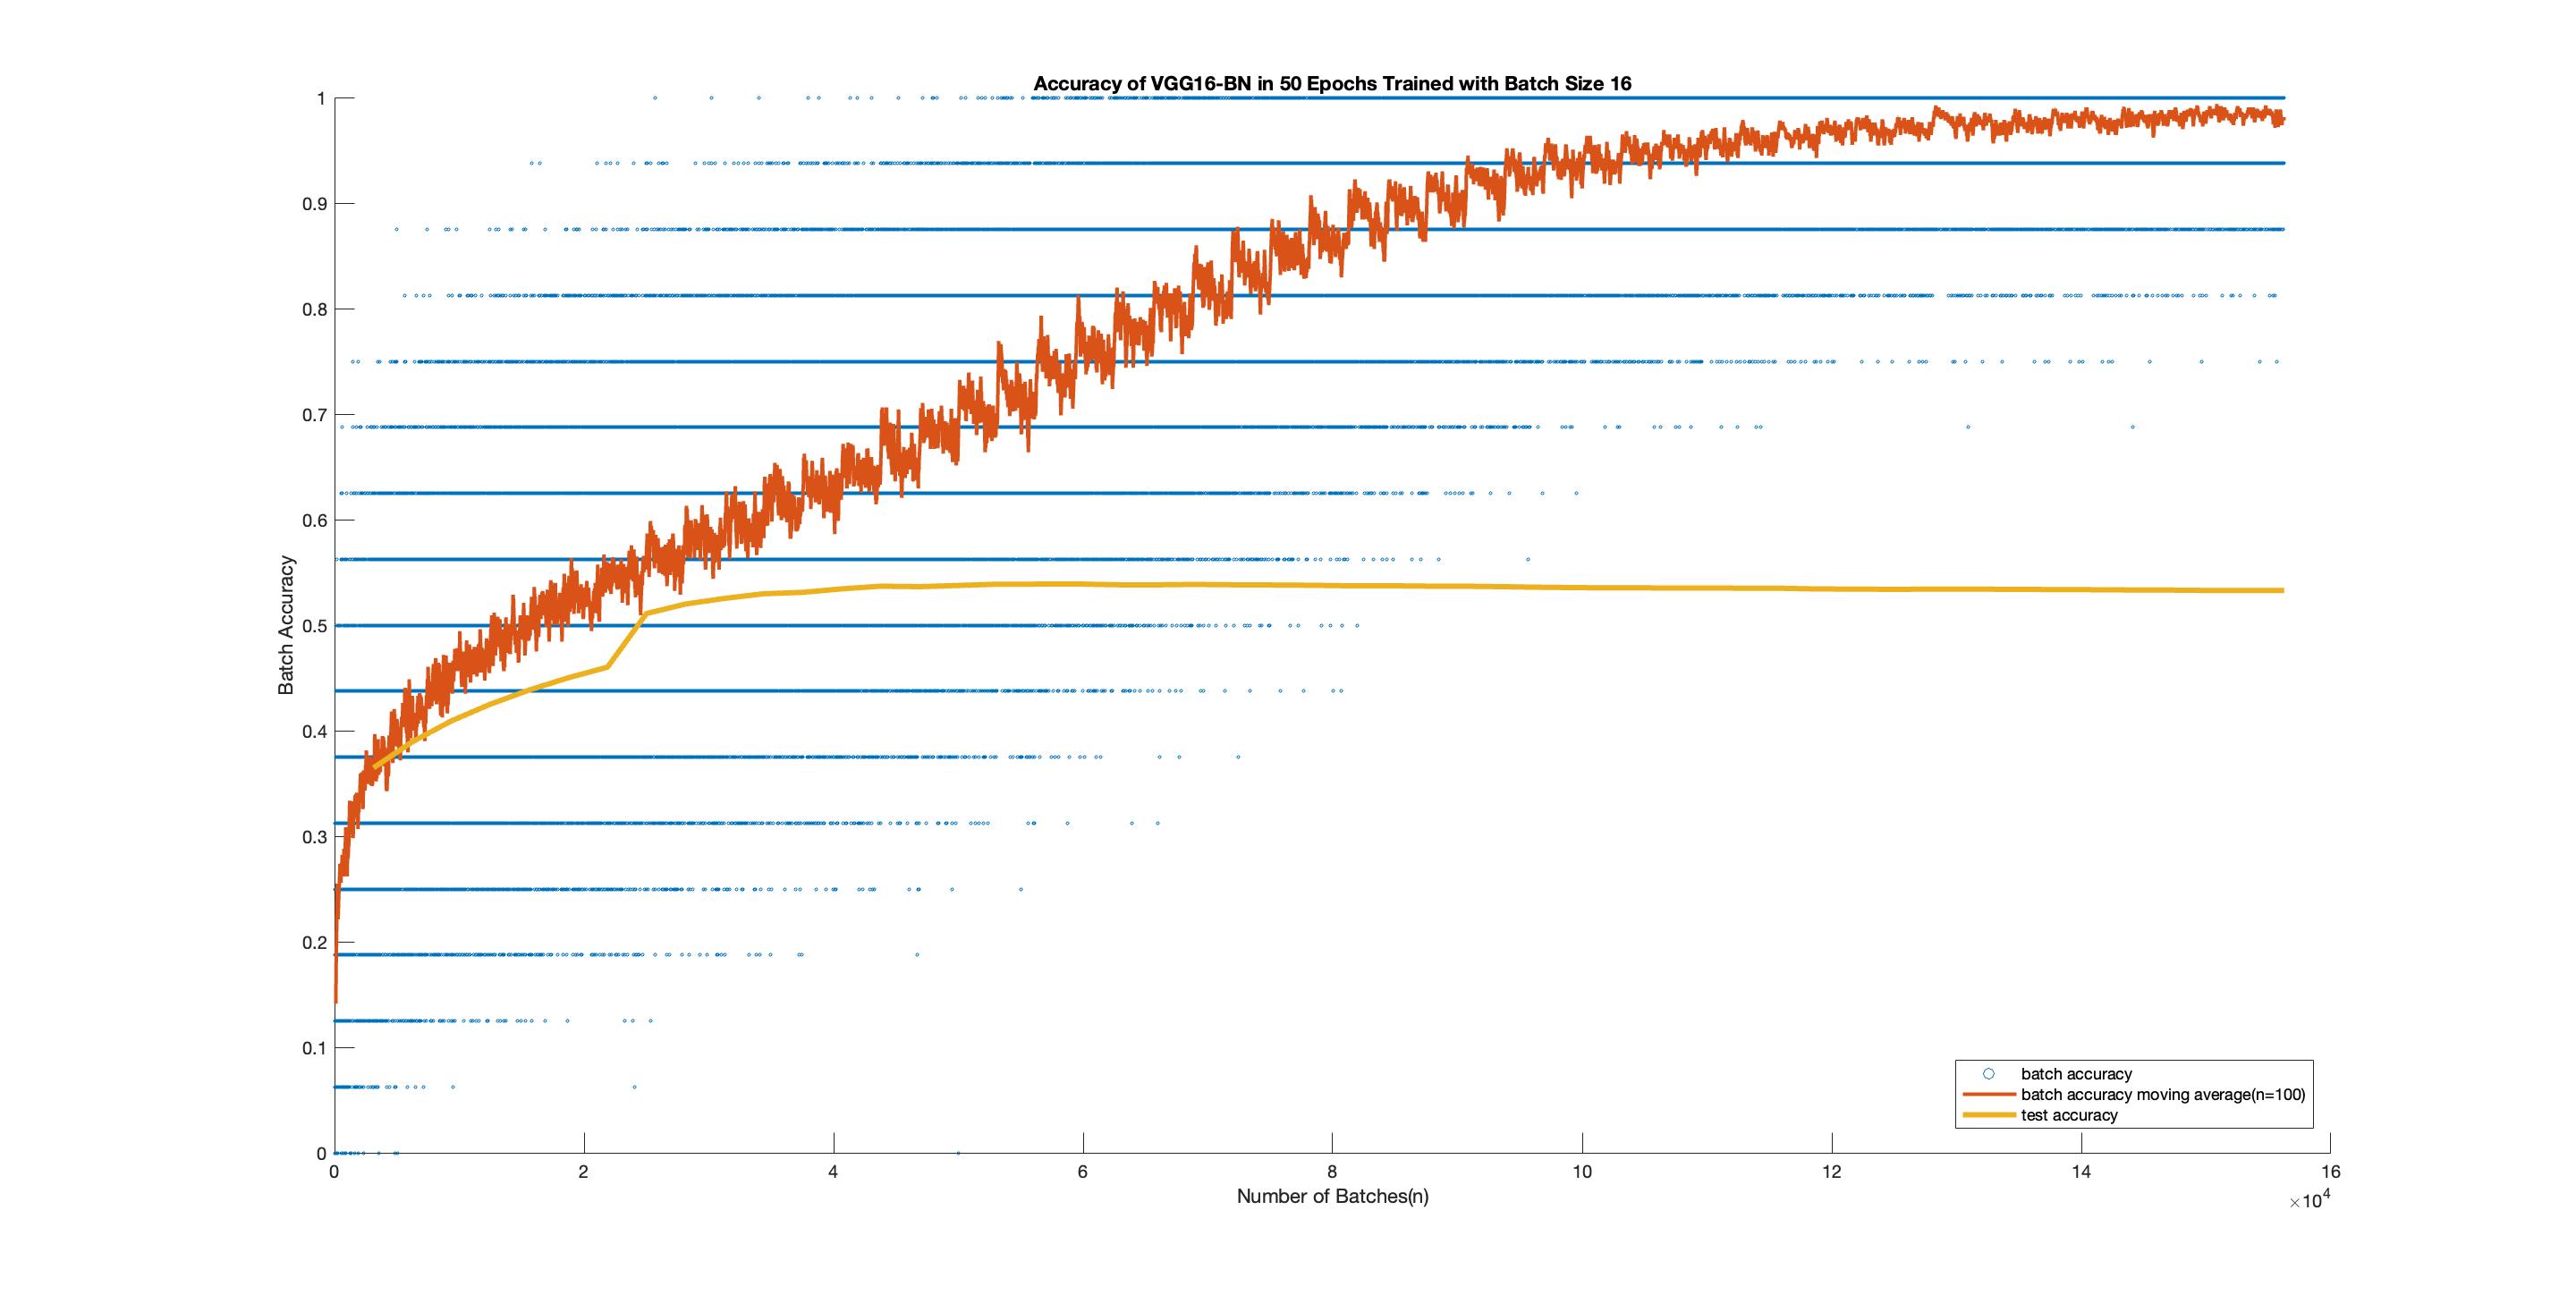 Accuracy of VGG16-BN in 50 Epochs Trained with Batch Size 16
1
0.9
0.8
0.7
0.6
0.5
0.4
0.3
0.2
0.1
0
Batch Accuracy
batch accuracy
batch accuracy moving average(n=100)
test accuracy
0 2 4 6 8 10 12 14 16
Number of Batches(n)
×10⁴